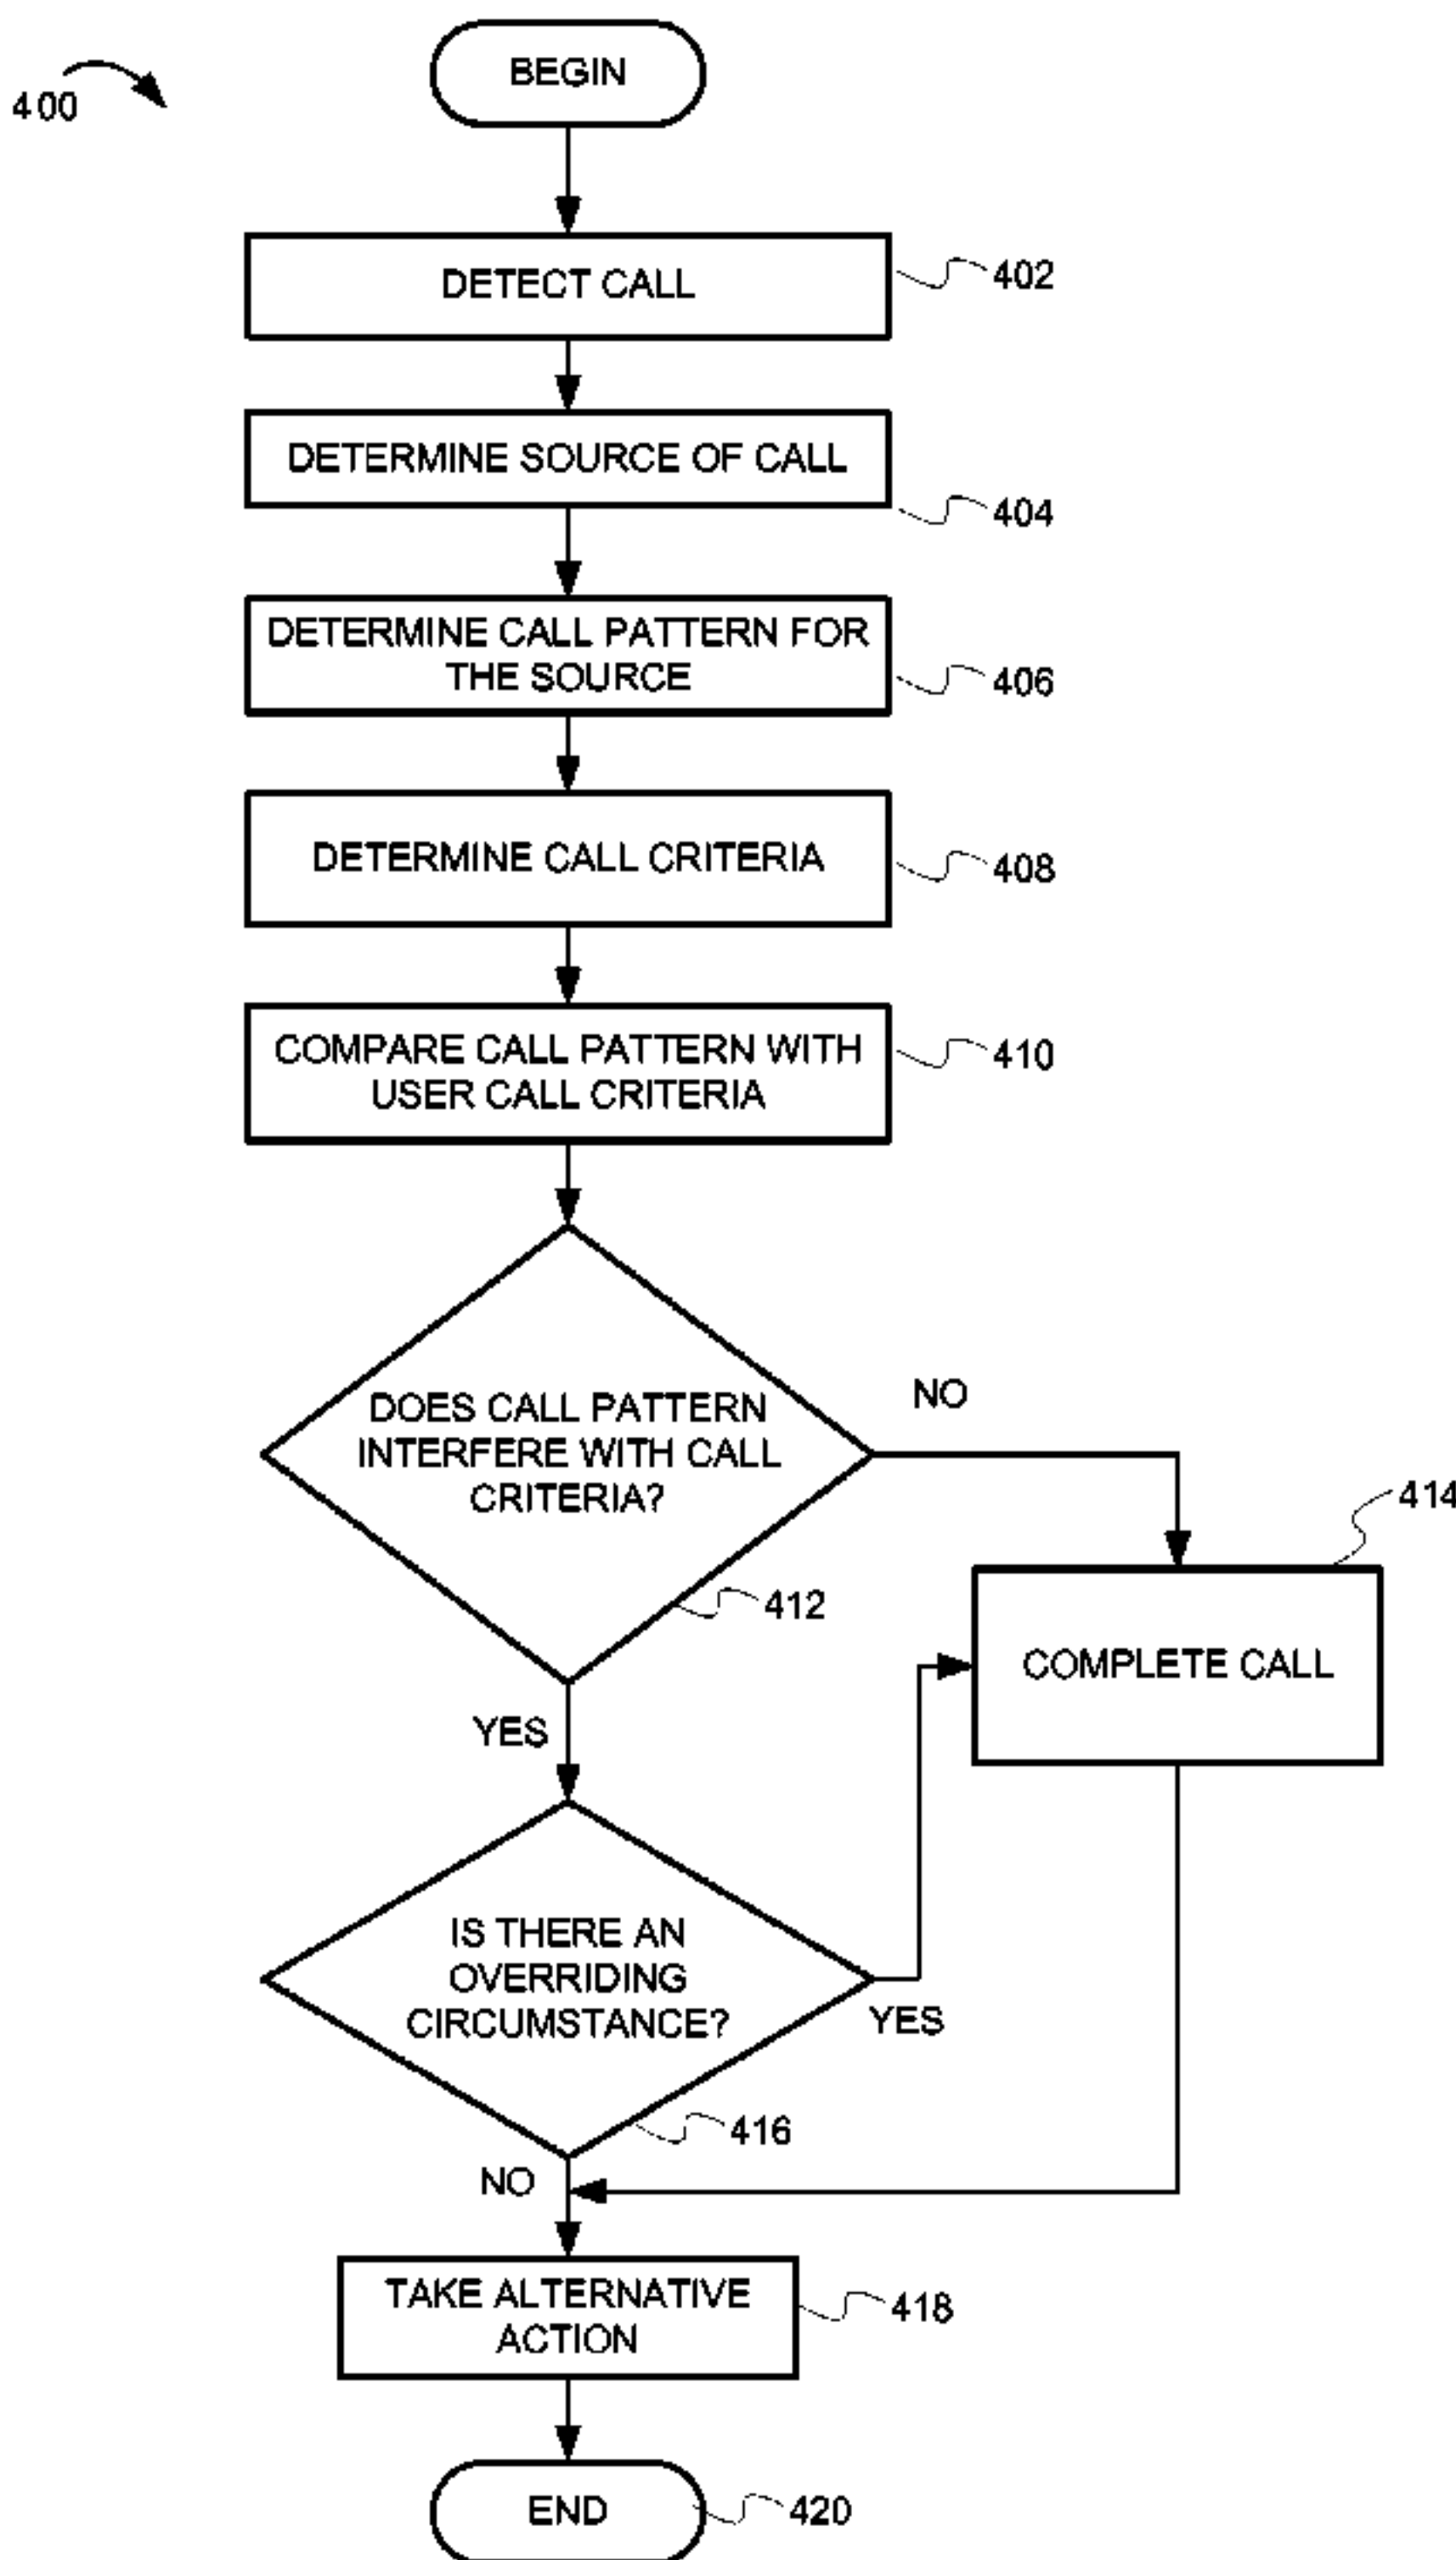 400
BEGIN
DETECT CALL
402
DETERMINE SOURCE OF CALL
404
DETERMINE CALL PATTERN FOR
THE SOURCE
406
DETERMINE CALL CRITERIA
408
COMPARE CALL PATTERN WITH
USER CALL CRITERIA
410
DOES CALL PATTERN
INTERFERE WITH CALL
CRITERIA?
412
NO
414
COMPLETE CALL
YES
IS THERE AN
OVERRIDING
CIRCUMSTANCE?
YES
416
NO
TAKE ALTERNATIVE
ACTION
418
END
420